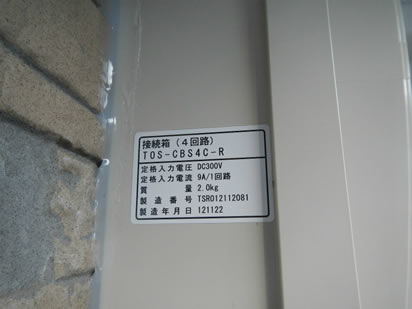 接続箱（４回路）
TOS-CBS4C-R
定格入力電圧 DC300V
定格入力電流 9A/1回路
質量 2.0kg
製造番号 TSR012112081
製造年月日 121122